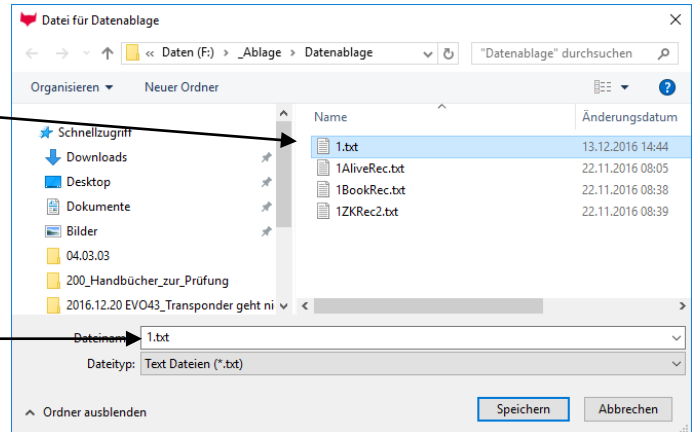 Datei für Datenablage
« Daten (F:) › _Ablage › Datenablage
"Datenablage" durchsuchen
Organisieren
Neuer Ordner
Name
Änderungsdatum
Schnellzugriff
Downloads
Desktop
Dokumente
Bilder
04.03.03
200_Handbücher_zur_Prüfung
2016.12.20 EVO43_Transponder geht ni
1.txt
13.12.2016 14:44
1AliveRec.txt
22.11.2016 08:05
1BookRec.txt
22.11.2016 08:38
1ZKRec2.txt
22.11.2016 08:39
Dateiname:
1.txt
Dateityp:
Text Dateien (*.txt)
Ordner ausblenden
Speichern
Abbrechen